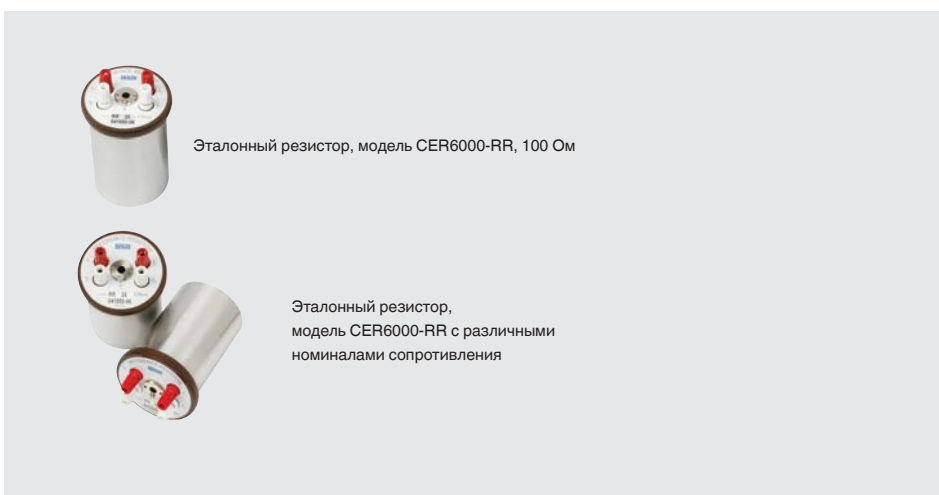 Эталонный резистор, модель CER6000-RR, 100 Ом
Эталонный резистор,
модель CER6000-RR с различными
номиналами сопротивления